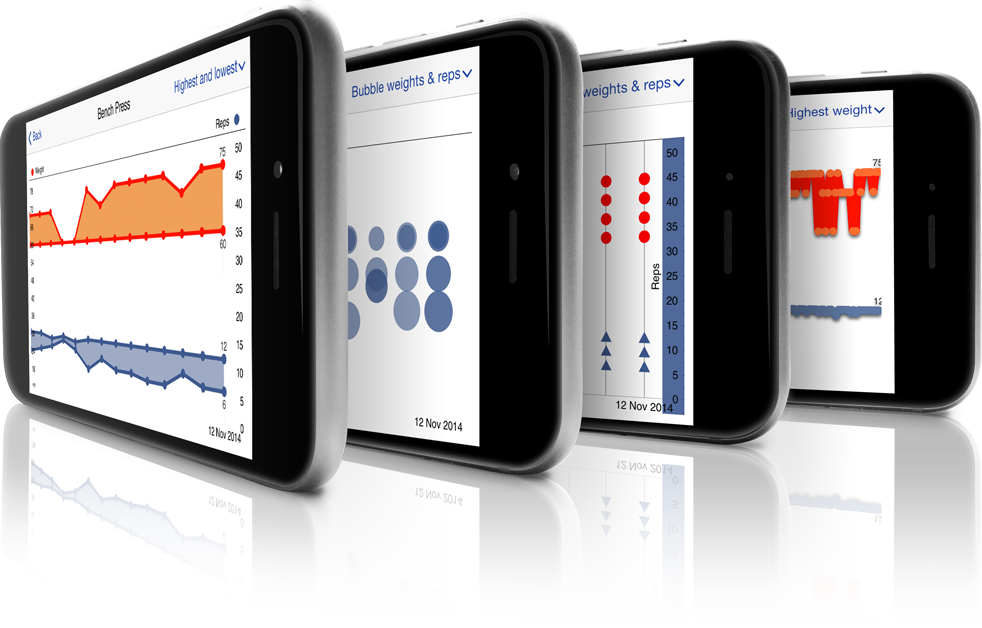 Back
Bench Press
Highest and lowest
Weight
Reps
75
60
12
6
50
45
40
35
30
25
20
15
10
5
0
12 Nov 2014
Bubble weights & reps
12 Nov 2014
weights & reps
50
45
40
35
30
25
20
15
10
5
0
Reps
12 Nov 2014
Highest weight
75
12